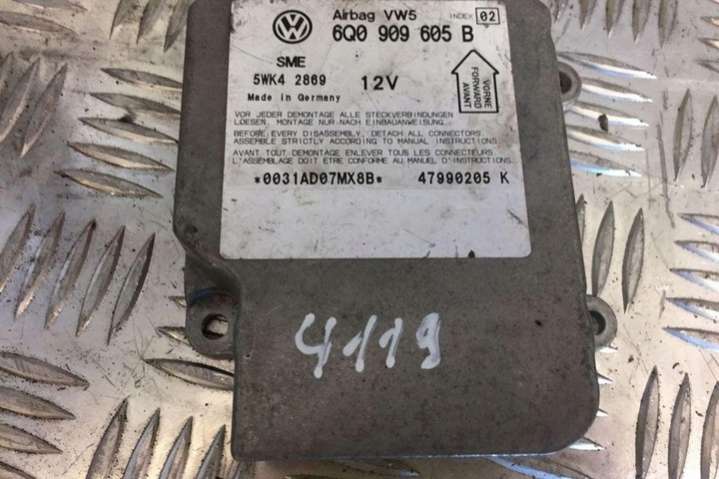 Airbag VW5 INDEX 02
6Q0 909 605 B
SME
5WK4 2869 12V
Made in Germany
VORNE
FORWARD
AVANT
VOR JEDER DEMONTAGE ALLE STECKVERBINDUNGEN
LOESEN, MONTAGE NUR NACH EINBAUANWEISUNG.
BEFORE EVERY DISASSEMBLY, DETACH ALL CONNECTORS
ASSEMBLE STRICTLY ACCORDING TO MANUAL INSTRUCTIONS
AVANT TOUT DEMONTAGE ENLEVER TOUS LES CONNECTEURS
L'ASSEMBLAGE DOIT ETRE CONFORME AU MANUEL D'INSTRUCTIONS.
*0031AD07MX8B* 47990205 K
4119